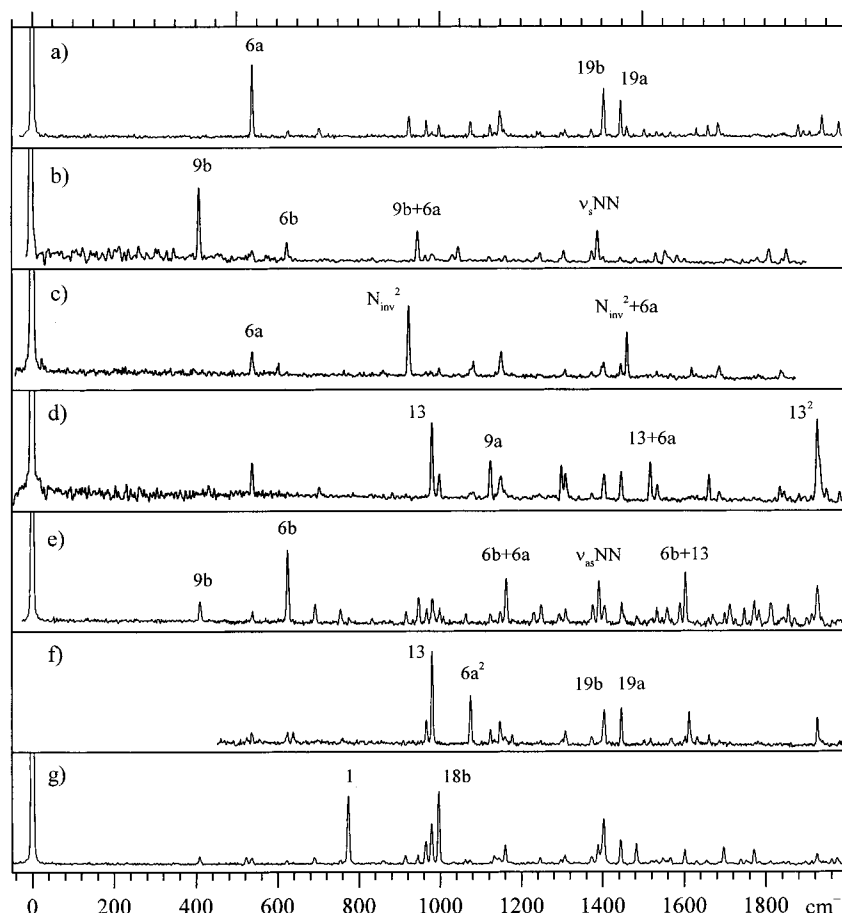 a)
6a
19b
19a
b)
9b
6b
9b+6a
νₛNN
c)
6a
Nᵢₙᵥ²
Nᵢₙᵥ²+6a
d)
13
9a
13+6a
13²
e)
9b
6b
6b+6a
νₐₛNN
6b+13
f)
13
6a²
19b
19a
g)
1
18b
0 200 400 600 800 1000 1200 1400 1600 1800 cm⁻